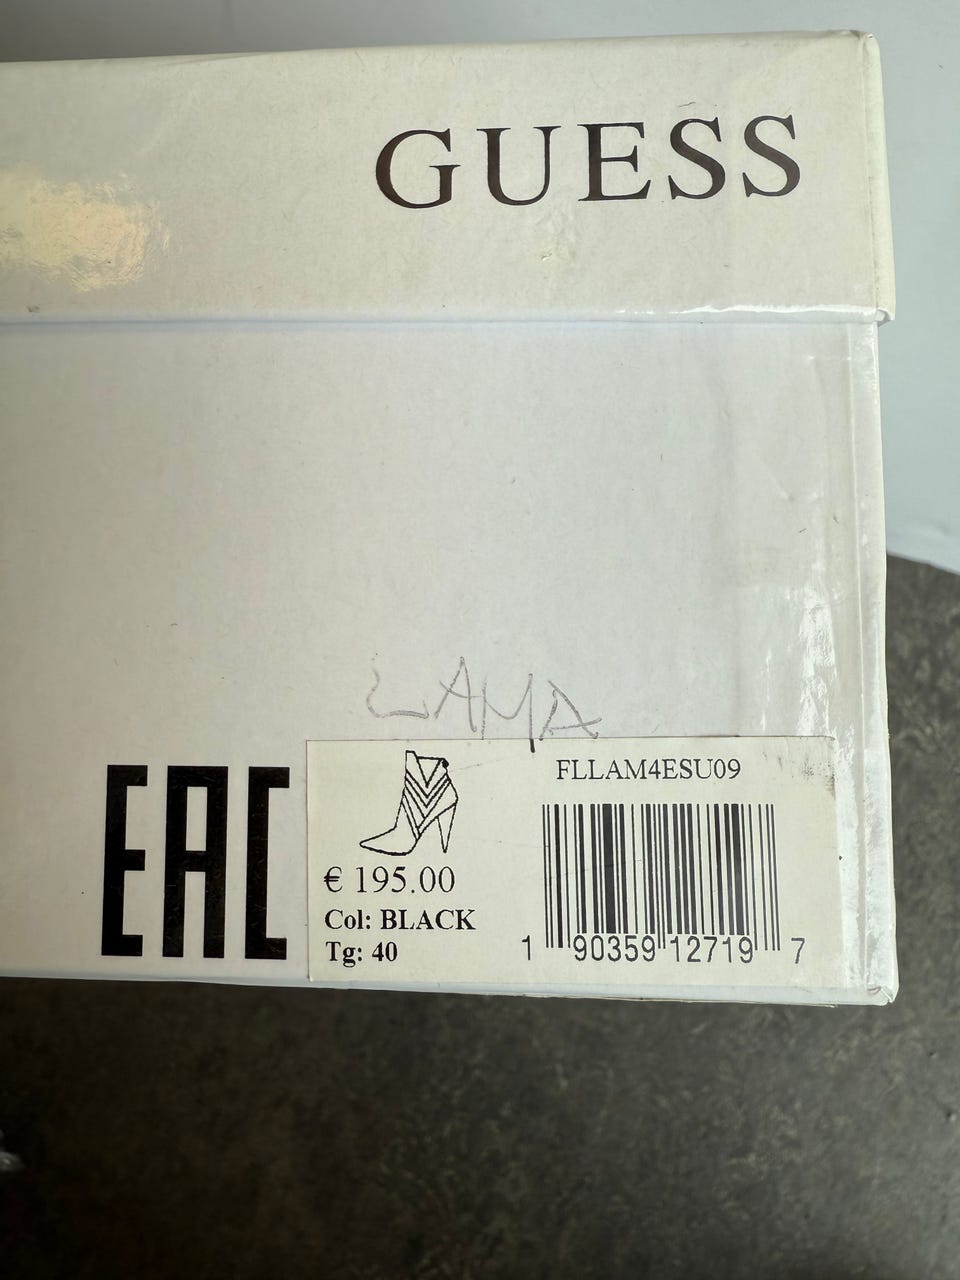 GUESS
LAMA
EAC
FLLAM4ESU09
€ 195.00
Col: BLACK
Tg: 40
1 90359 12719 7